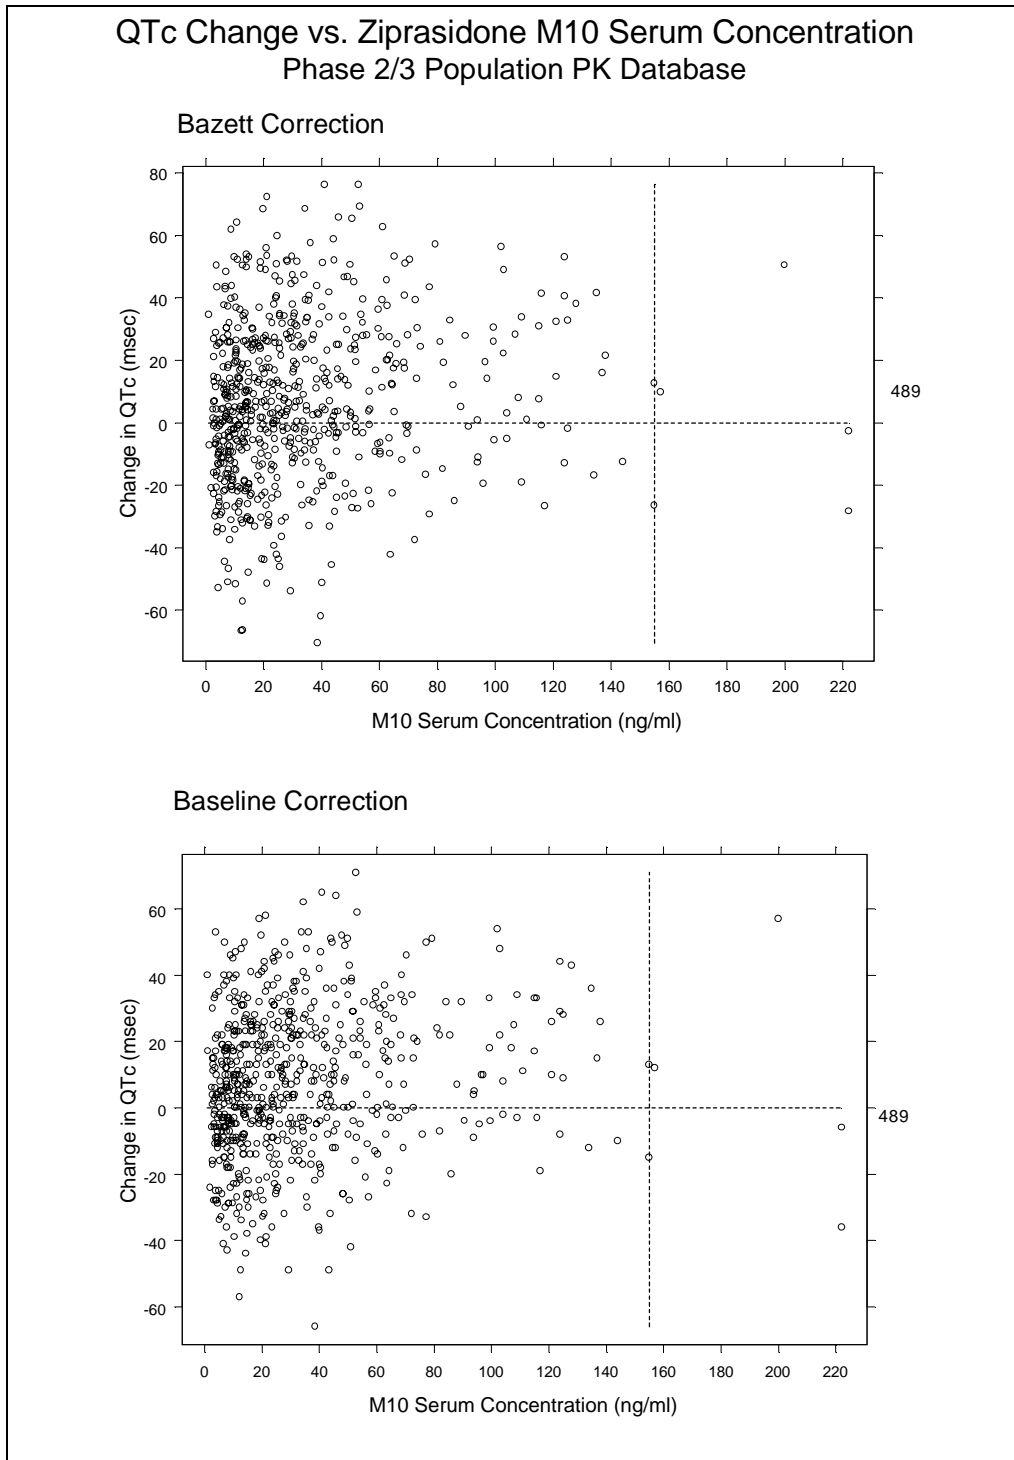 QTc Change vs. Ziprasidone M10 Serum Concentration
Phase 2/3 Population PK Database
Bazett Correction
80
60
40
20
0
-20
-40
-60
Change in QTc (msec)
489
0 20 40 60 80 100 120 140 160 180 200 220
M10 Serum Concentration (ng/ml)
Baseline Correction
60
40
20
0
-20
-40
-60
Change in QTc (msec)
489
0 20 40 60 80 100 120 140 160 180 200 220
M10 Serum Concentration (ng/ml)